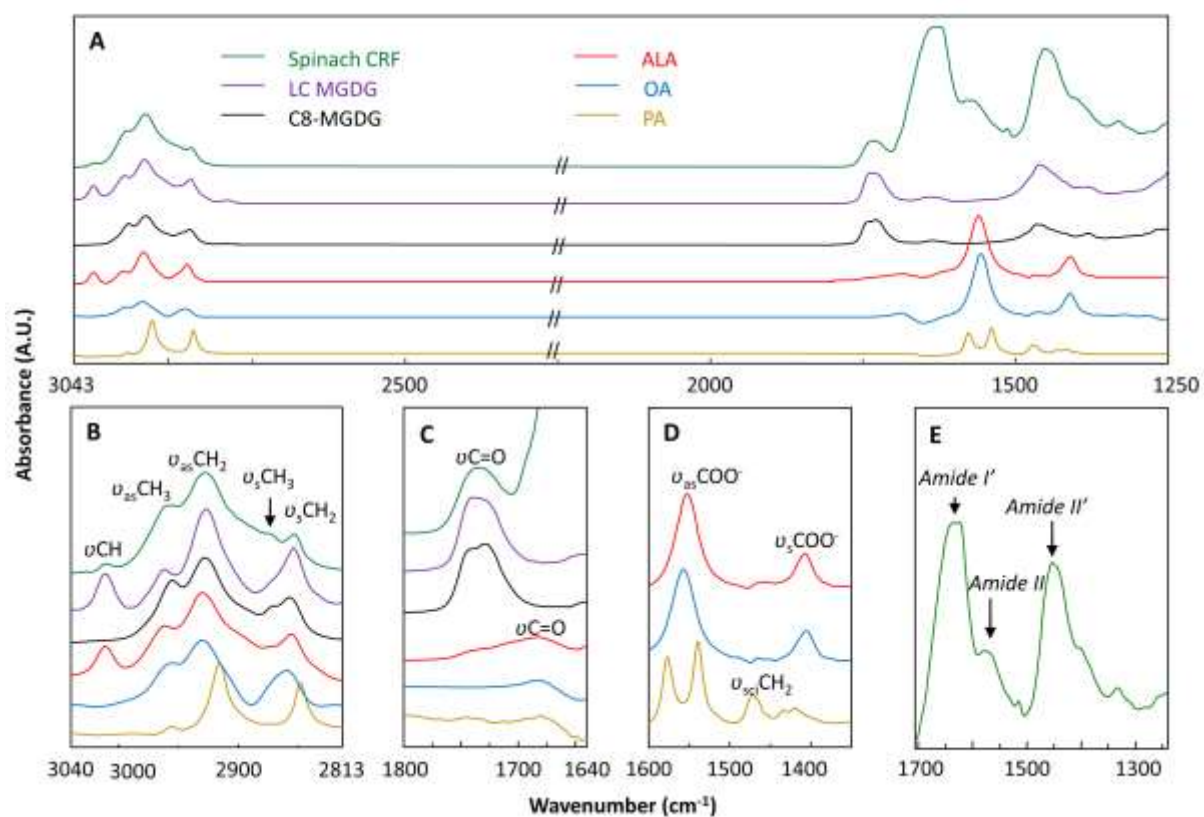 A
Spinach CRF
LC MGDG
C8-MGDG
ALA
OA
PA
//
//
//
//
//
//
3043
2500
2000
1500
1250
Absorbance (A.U.)
B
υCH
υasCH3
υasCH2
υsCH3
υsCH2
3040
3000
2900
2813
C
υC=O
υC=O
1800
1700
1640
D
υasCOO-
υsCOO-
υsciCH2
1600
1500
1400
E
Amide I'
Amide II
Amide II'
1700
1500
1300
Wavenumber (cm-1)